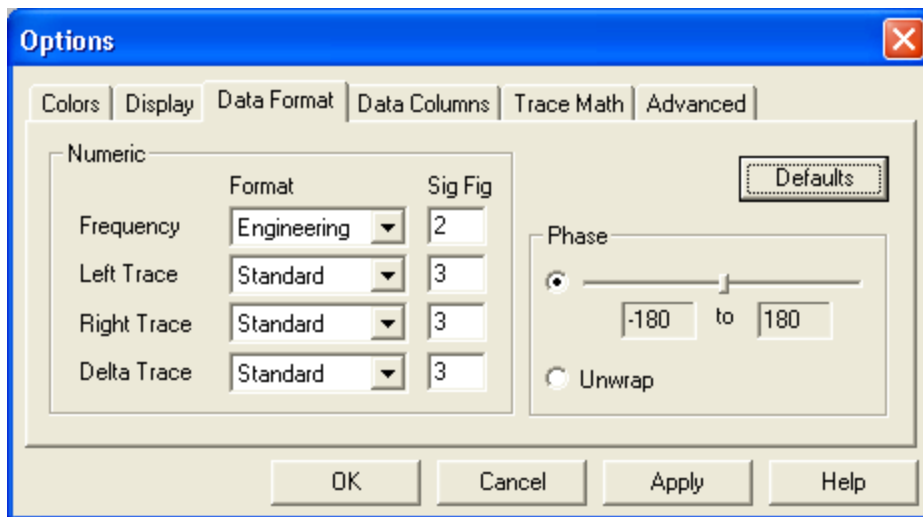 Options
Colors Display Data Format Data Columns Trace Math Advanced
Numeric
Format Sig Fig
Frequency Engineering 2
Left Trace Standard 3
Right Trace Standard 3
Delta Trace Standard 3
Defaults
Phase
-180 to 180
Unwrap
OK Cancel Apply Help